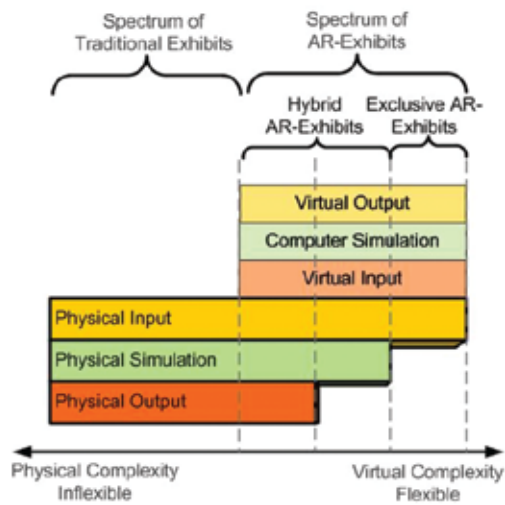 Spectrum of
Traditional Exhibits
Spectrum of
AR-Exhibits
Hybrid
AR-Exhibits
Exclusive AR-
Exhibits
Virtual Output
Computer Simulation
Virtual Input
Physical Input
Physical Simulation
Physical Output
Physical Complexity
Inflexible
Virtual Complexity
Flexible